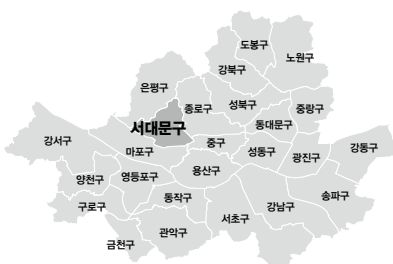 도봉구
노원구
강북구
은평구
종로구
성북구
중랑구
서대문구
동대문구
강서구
마포구
중구
성동구
광진구
강동구
양천구
영등포구
용산구
구로구
동작구
서초구
강남구
송파구
금천구
관악구